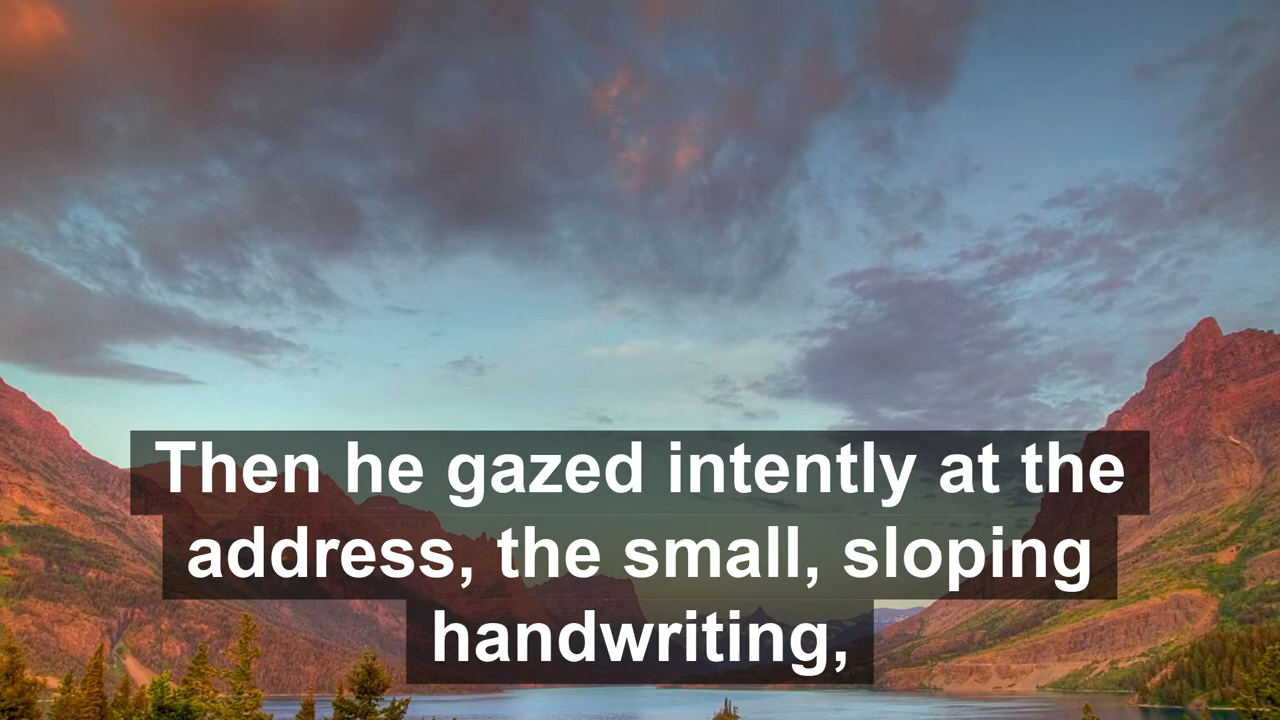 Then he gazed intently at the
address, the small, sloping
handwriting,